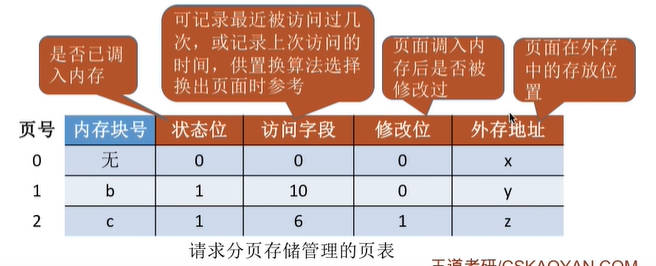 是否已调
入内存
可记录最近被访问过几
次，或记录上次访问的
时间，供置换算法选择
换出页面时参考
页面调入内
存后是否被
修改过
页面在外存
中的存放位
置
页号 内存块号 状态位 访问字段 修改位 外存地址
0 无 0 0 0 x
1 b 1 10 0 y
2 c 1 6 1 z
请求分页存储管理的页表
王道考研/CSKAOYAN.COM